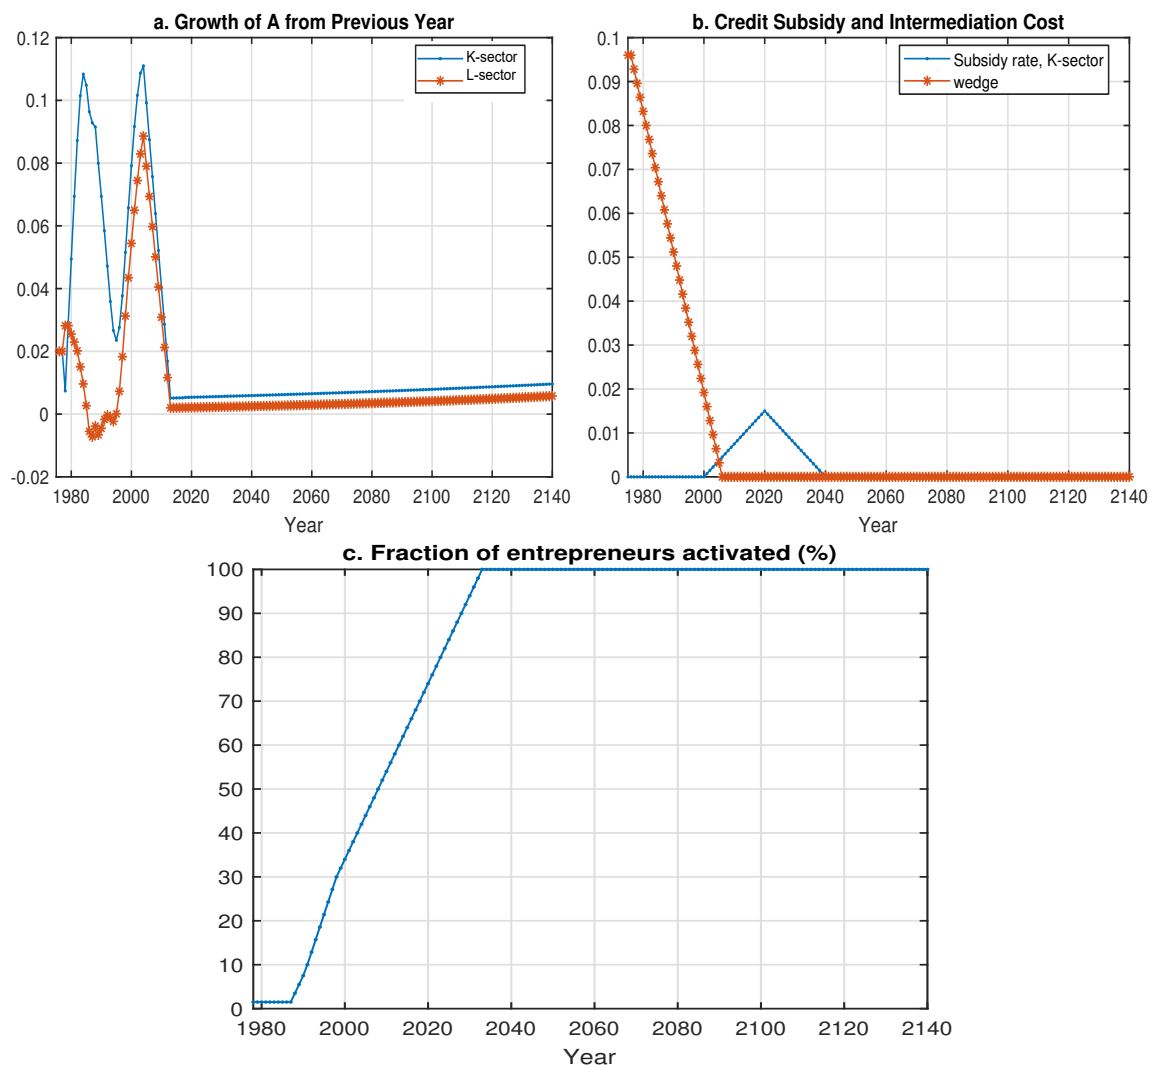 a. Growth of A from Previous Year
0.12
0.1
0.08
0.06
0.04
0.02
0
-0.02
K-sector
L-sector
1980 2000 2020 2040 2060 2080 2100 2120 2140
Year
b. Credit Subsidy and Intermediation Cost
0.1
0.09
0.08
0.07
0.06
0.05
0.04
0.03
0.02
0.01
0
Subsidy rate, K-sector
wedge
1980 2000 2020 2040 2060 2080 2100 2120 2140
Year
c. Fraction of entrepreneurs activated (%)
100
90
80
70
60
50
40
30
20
10
0
1980 2000 2020 2040 2060 2080 2100 2120 2140
Year